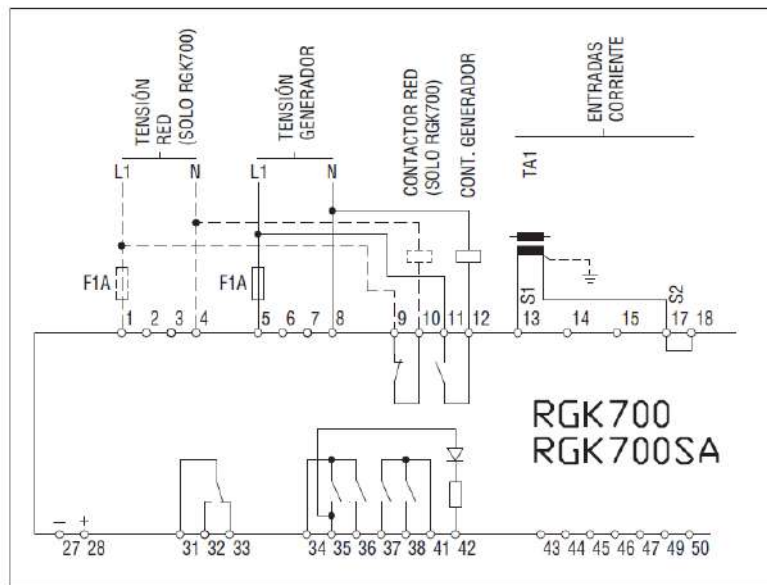 TENSIÓN
RED
(SOLO RGK700)
TENSIÓN
GENERADOR
CONTACTOR RED
(SOLO RGK700)
CONT. GENERADOR
ENTRADAS
CORRIENTE
TA1
L1 N L1 N
F1A F1A
S1 S2
1 2 3 4 5 6 7 8 9 10 11 12 13 14 15 17 18
RGK700
RGK700SA
– +
27 28 31 32 33 34 35 36 37 38 41 42 43 44 45 46 47 49 50